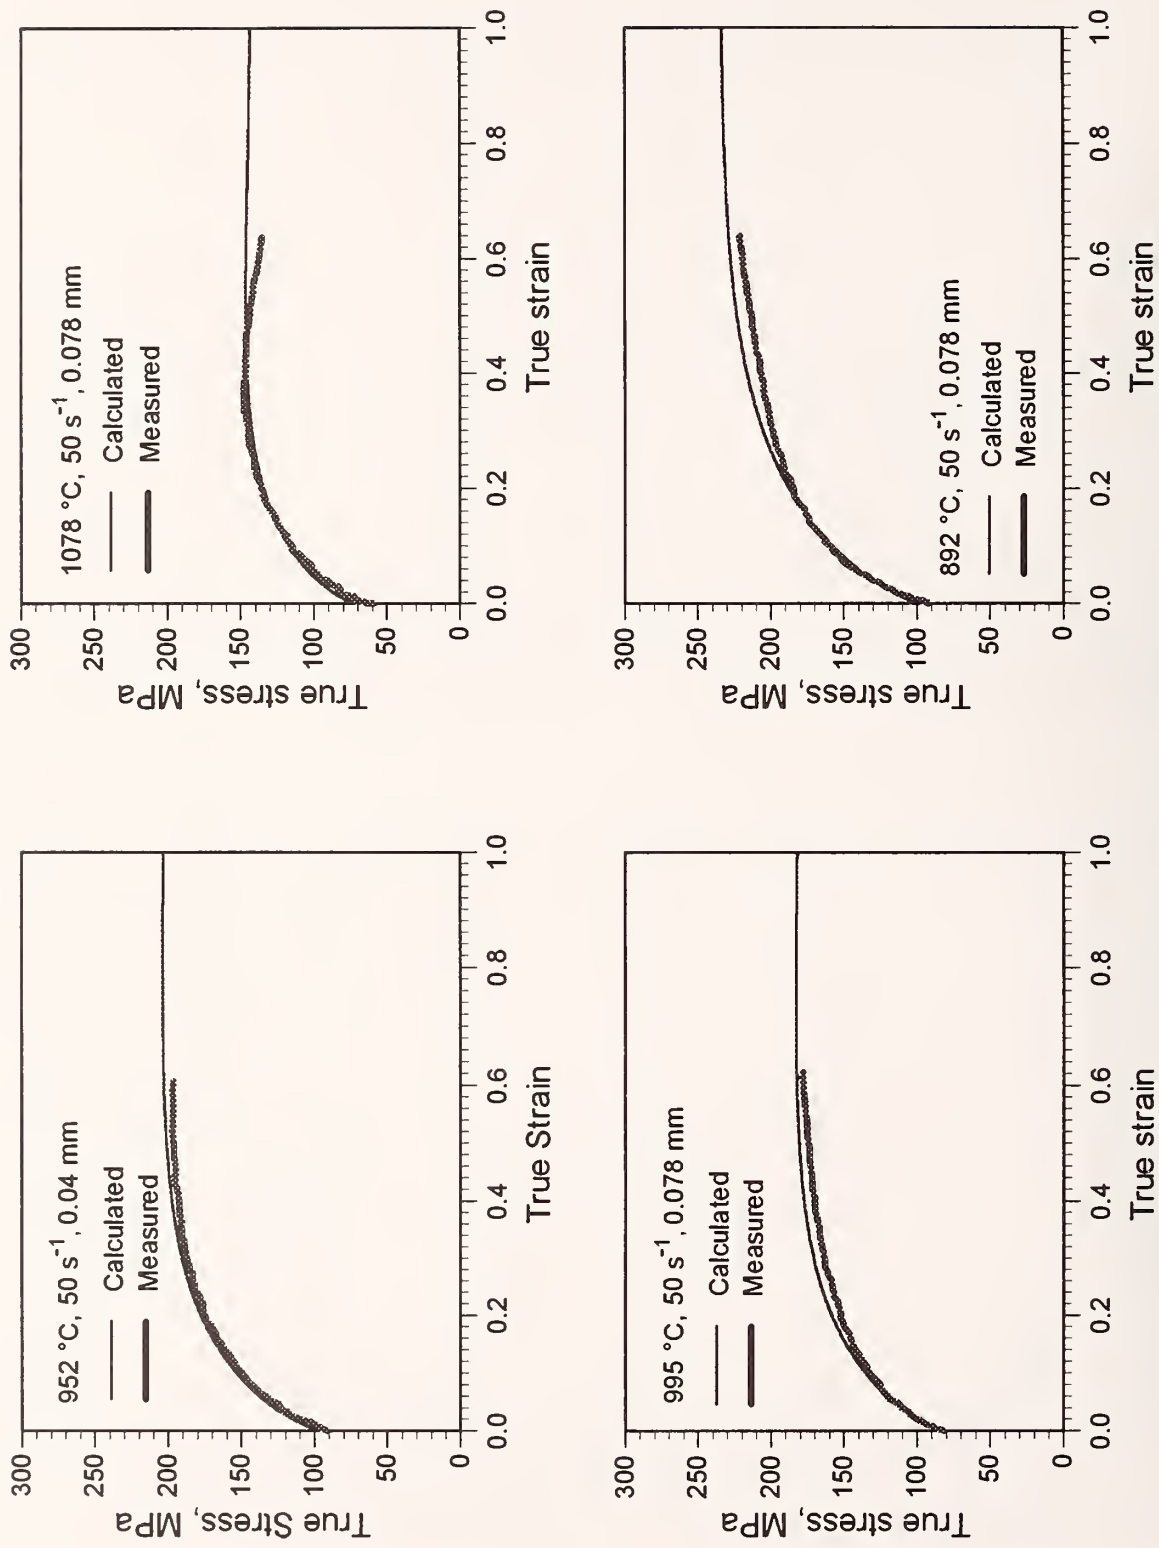 True Stress, MPa
300
250
200
150
100
50
0
952 °C, 50 s⁻¹, 0.04 mm
Calculated
Measured
0.0 0.2 0.4 0.6 0.8 1.0
True Strain
True stress, MPa
300
250
200
150
100
50
0
1078 °C, 50 s⁻¹, 0.078 mm
Calculated
Measured
0.0 0.2 0.4 0.6 0.8 1.0
True strain
True stress, MPa
300
250
200
150
100
50
0
995 °C, 50 s⁻¹, 0.078 mm
Calculated
Measured
0.0 0.2 0.4 0.6 0.8 1.0
True strain
True stress, MPa
300
250
200
150
100
50
0
892 °C, 50 s⁻¹, 0.078 mm
Calculated
Measured
0.0 0.2 0.4 0.6 0.8 1.0
True strain